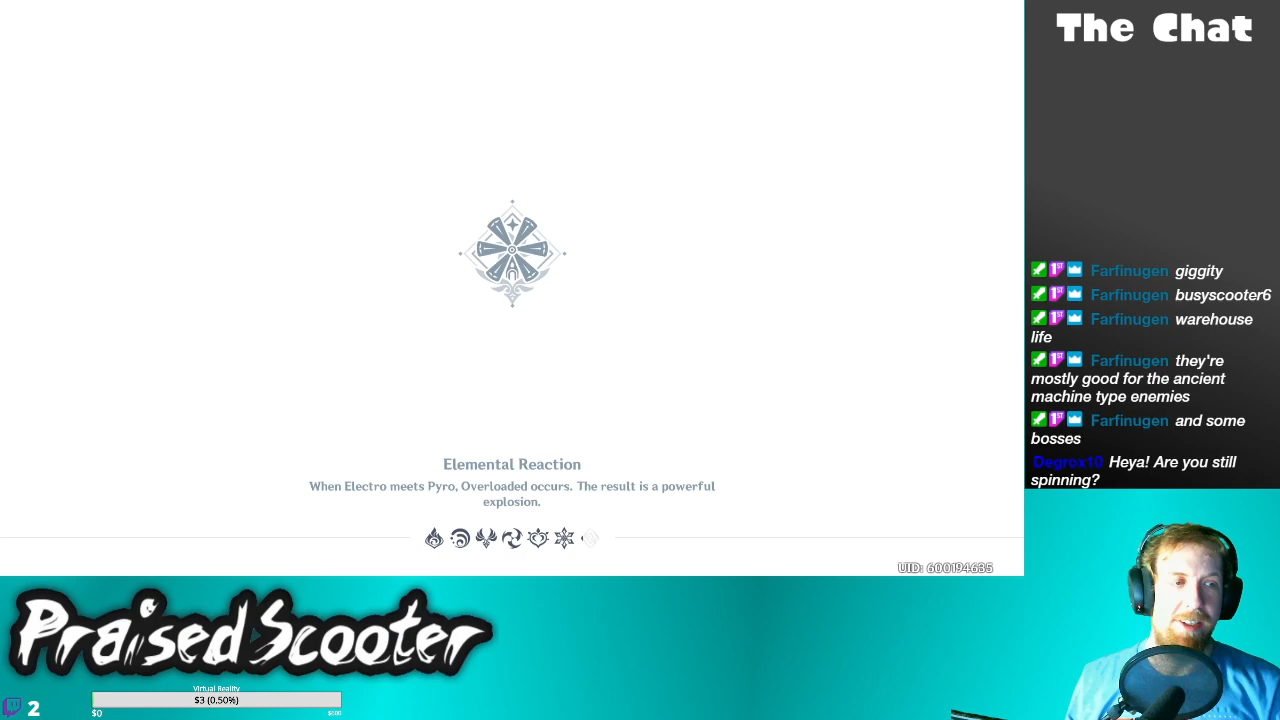 The Chat
Farfinugen giggity
Farfinugen busyscooter6
Farfinugen warehouse
life
Farfinugen they're
mostly good for the ancient
machine type enemies
Farfinugen and some
bosses
Degrox10 Heya! Are you still
spinning?
Elemental Reaction
When Electro meets Pyro, Overloaded occurs. The result is a powerful
explosion.
UID: 600194635
PraisedScooter
Virtual Reality
$3 (0.50%)
$0
2